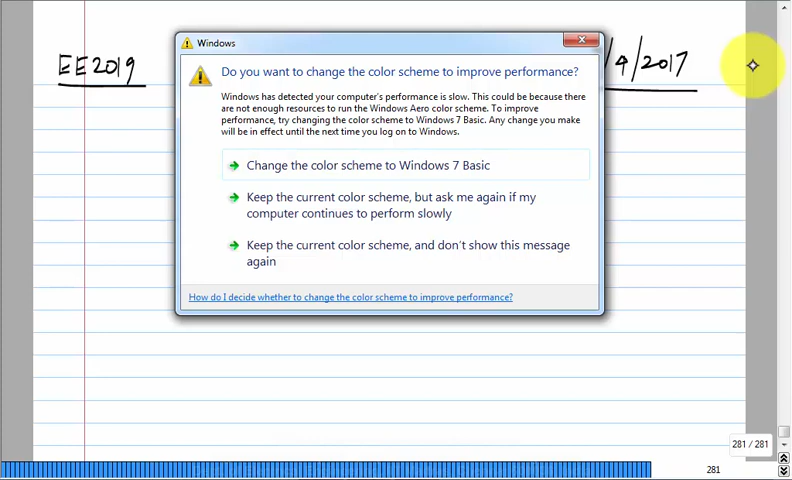 Windows
EE2019
/4/2017
Do you want to change the color scheme to improve performance?
Windows has detected your computer's performance is slow. This could be because there
are not enough resources to run the Windows Aero color scheme. To improve
performance, try changing the color scheme to Windows 7 Basic. Any change you make
will be in effect until the next time you log on to Windows.
Change the color scheme to Windows 7 Basic
Keep the current color scheme, but ask me again if my
computer continues to perform slowly
Keep the current color scheme, and don't show this message
again
How do I decide whether to change the color scheme to improve performance?
281 / 281
281